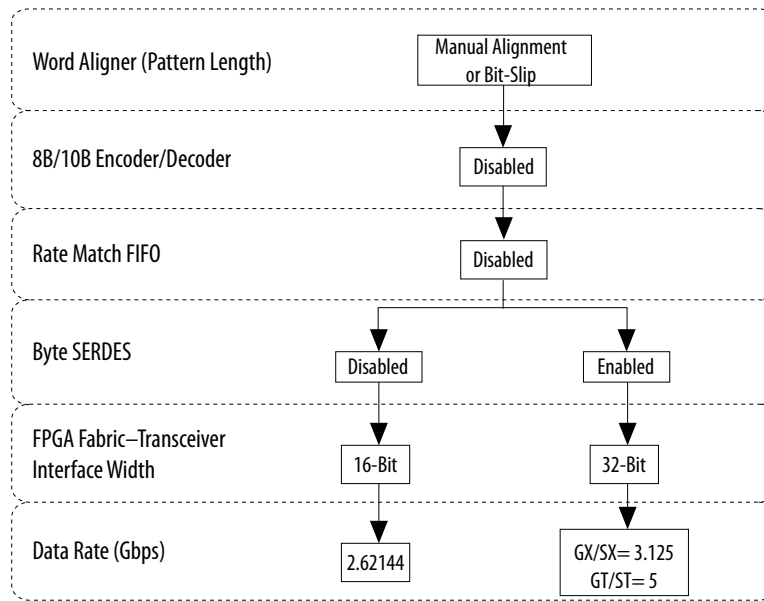 Word Aligner (Pattern Length)
Manual Alignment
or Bit-Slip
8B/10B Encoder/Decoder
Disabled
Rate Match FIFO
Disabled
Byte SERDES
Disabled
Enabled
FPGA Fabric–Transceiver
Interface Width
16-Bit
32-Bit
Data Rate (Gbps)
2.62144
GX/SX= 3.125
GT/ST= 5